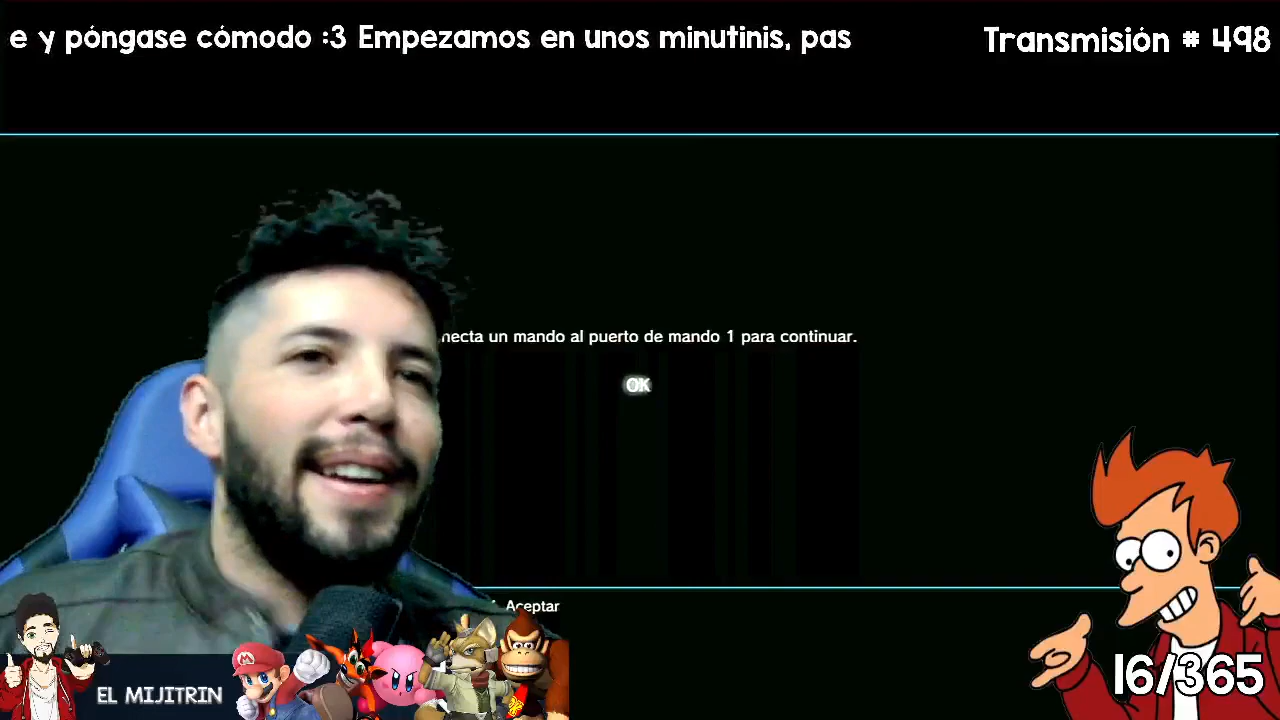 e y póngase cómodo :3 Empezamos en unos minutinis, pas
Transmisión # 498
necta un mando al puerto de mando 1 para continuar.
OK
Aceptar
EL MIJITRIN
16/365